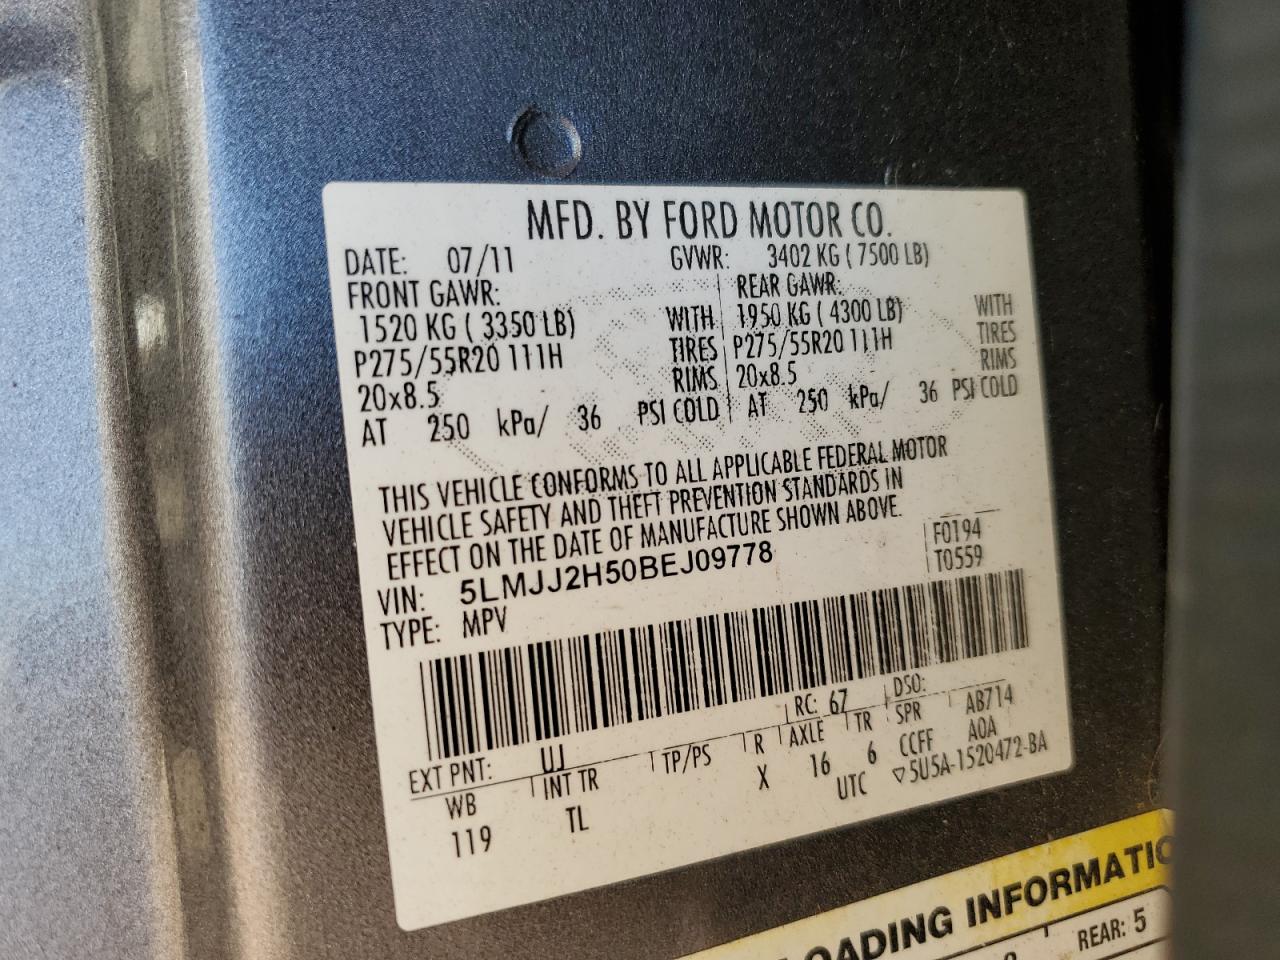 MFD. BY FORD MOTOR CO.
DATE: 07/11 GVWR: 3402 KG ( 7500 LB)
FRONT GAWR: REAR GAWR:
1520 KG ( 3350 LB) WITH 1950 KG ( 4300 LB) WITH
P275/55R20 111H TIRES P275/55R20 111H TIRES
20x8.5 RIMS 20x8.5 RIMS
AT 250 kPa/ 36 PSI COLD AT 250 kPa/ 36 PSI COLD
THIS VEHICLE CONFORMS TO ALL APPLICABLE FEDERAL MOTOR
VEHICLE SAFETY AND THEFT PREVENTION STANDARDS IN
EFFECT ON THE DATE OF MANUFACTURE SHOWN ABOVE.
F0194
VIN: 5LMJJ2H50BEJ09778 T0559
TYPE: MPV
EXT PNT: UJ RC: 67 DSO:
WB INT TR TP/PS R AXLE TR SPR AB714
119 TL X 16 6 CCFF AOA
UTC ▽5U5A-1520472-BA
LOADING INFORMATIO
REAR: 5